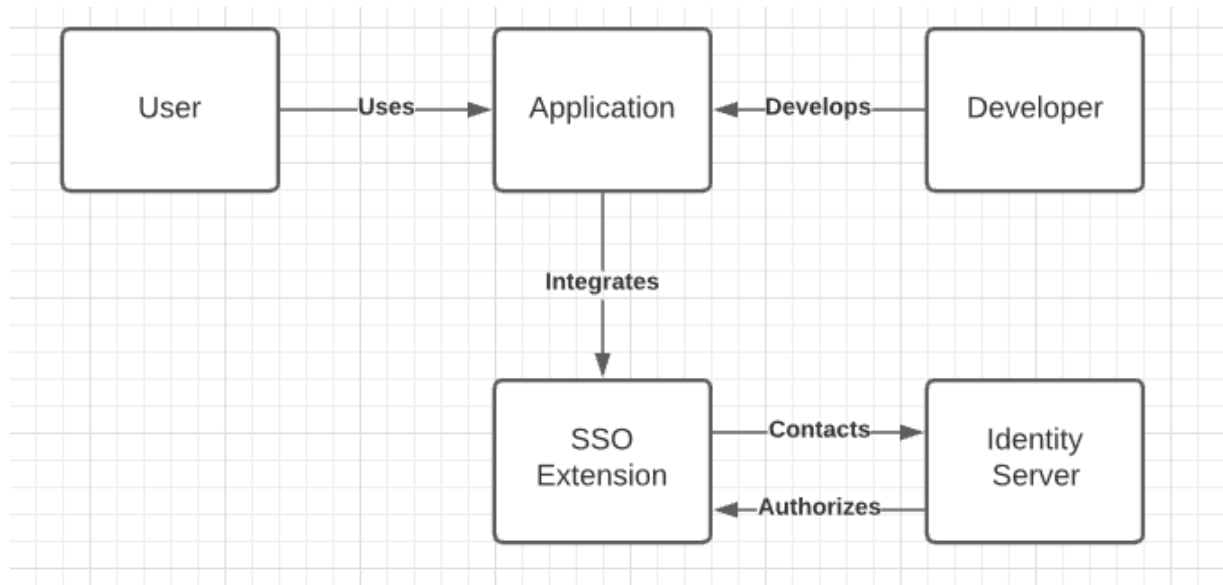 User
Uses
Application
Develops
Developer
Integrates
SSO
Extension
Contacts
Authorizes
Identity
Server